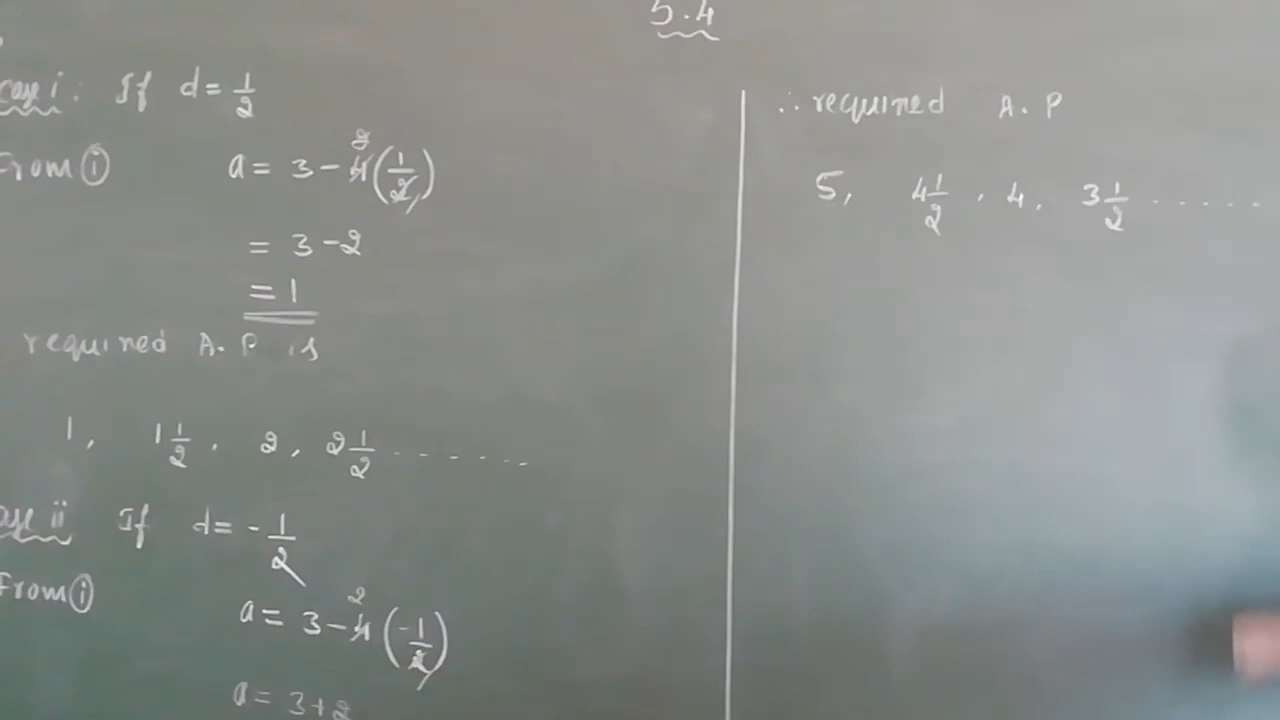 5.4
case i: If d = 1/2
From (i) a = 3 - 4 2 (1/2)
= 3 - 2
= 1
required A.P is
1, 1 1/2, 2, 2 1/2 .......
case ii If d = -1/2
From (i)
a = 3 - 4 2 (-1/2)
a = 3 + 2
∴ required A.P
5, 4 1/2, 4, 3 1/2 ......